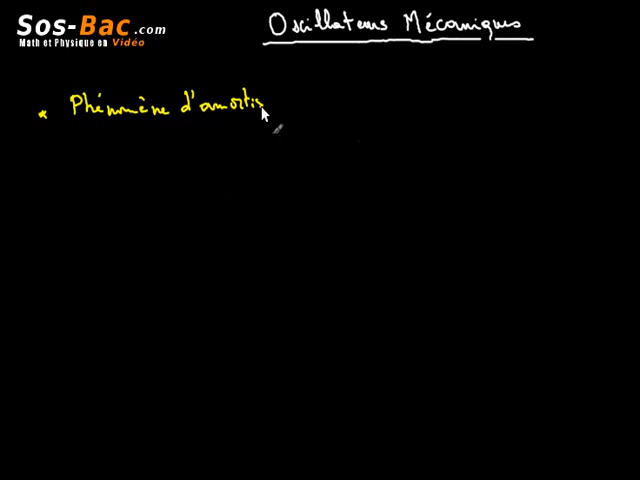 Sos-Bac.com
Math et Physique en Vidéo
Oscillateurs Mécaniques
* Phénomène d'amortis